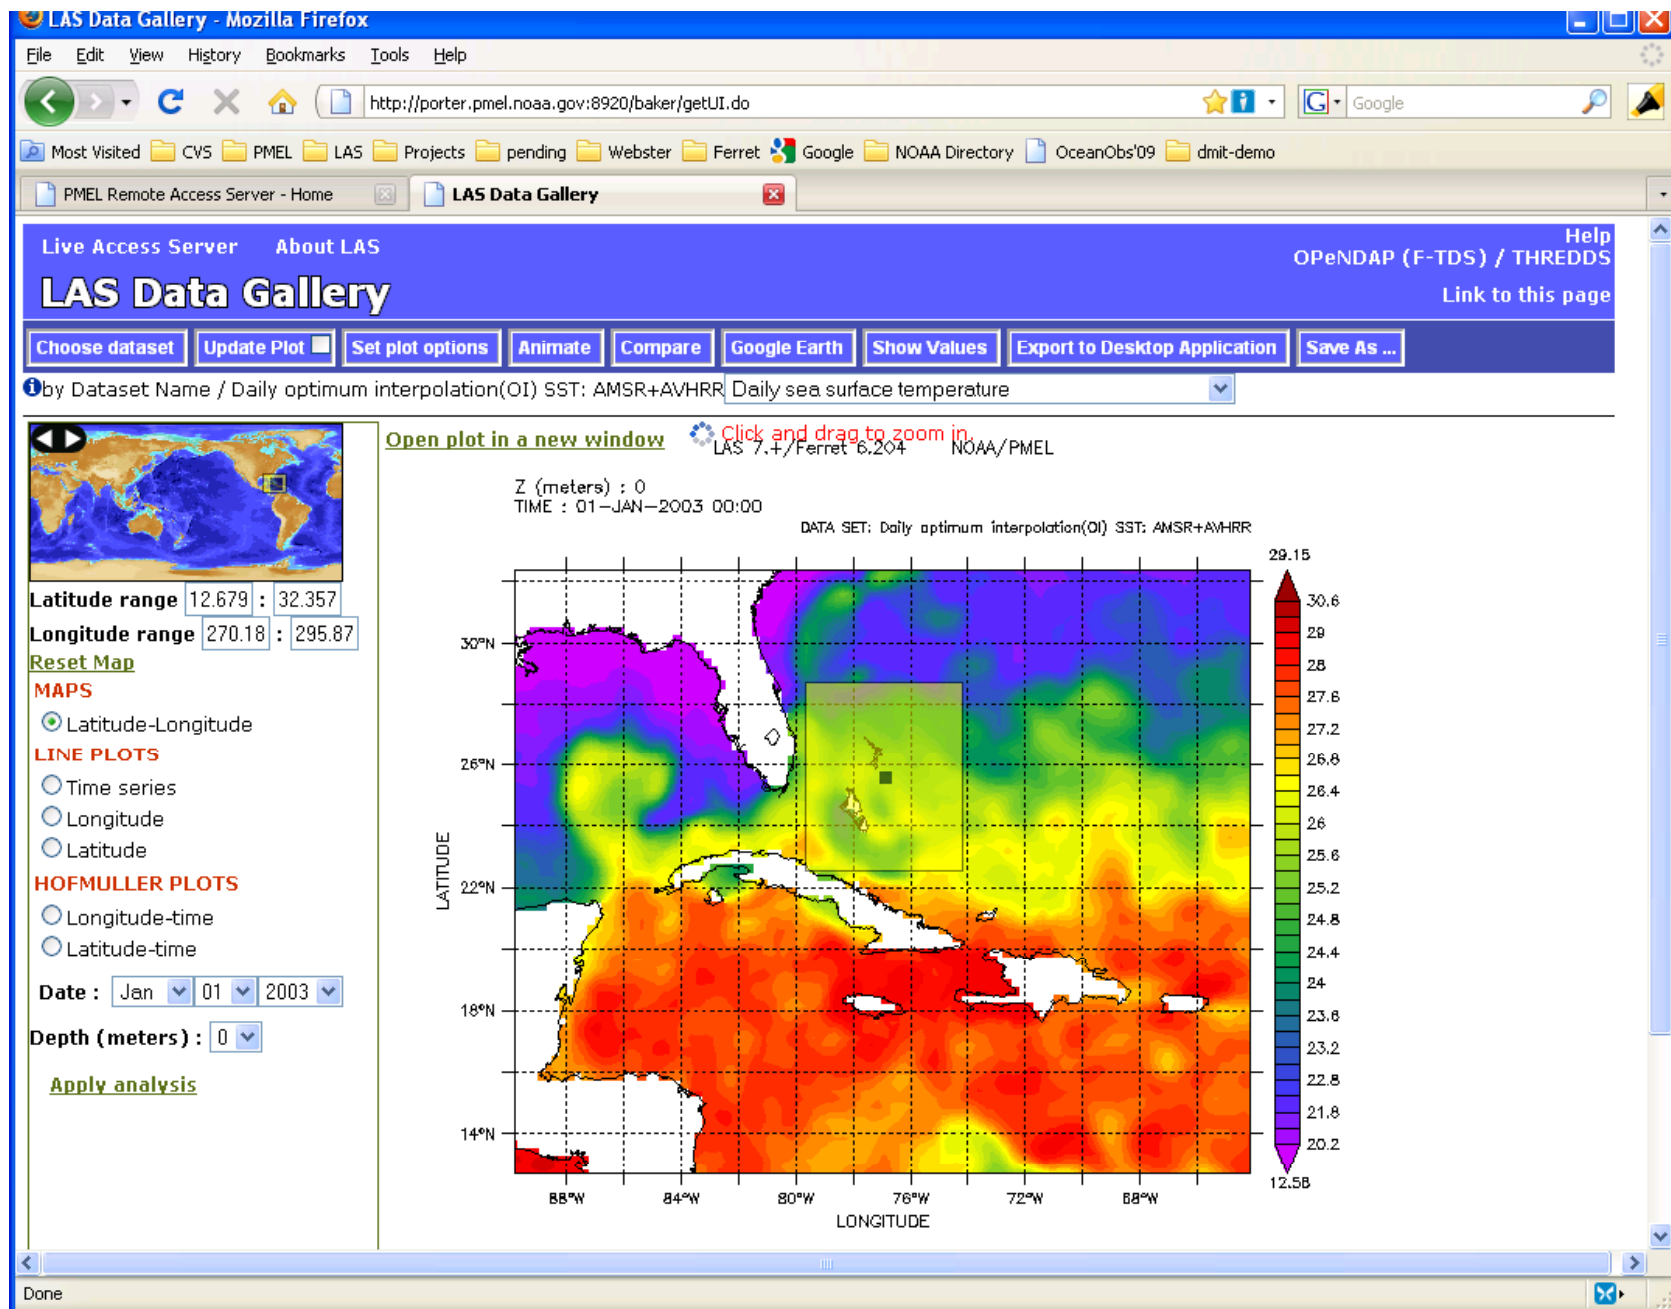 LAS Data Gallery - Mozilla Firefox
File Edit View History Bookmarks Tools Help
http://porter.pmel.noaa.gov:8920/baker/getUI.do
G Google
Most Visited CVS PMEL LAS Projects pending Webster Ferret Google NOAA Directory OceanObs'09 dmit-demo
PMEL Remote Access Server - Home LAS Data Gallery
Live Access Server About LAS
Help
OPeNDAP (F-TDS) / THREDDS
LAS Data Gallery
Link to this page
Choose dataset Update Plot Set plot options Animate Compare Google Earth Show Values Export to Desktop Application Save As ...
by Dataset Name / Daily optimum interpolation(OI) SST: AMSR+AVHRR Daily sea surface temperature
Open plot in a new window Click and drag to zoom in.
LAS 7.+/Ferret 6.204 NOAA/PMEL
Z (meters) : 0
TIME : 01-JAN-2003 00:00
DATA SET: Daily optimum interpolation(OI) SST: AMSR+AVHRR
Latitude range 12.679 : 32.357
Longitude range 270.18 : 295.87
Reset Map
MAPS
Latitude-Longitude
LINE PLOTS
Time series
Longitude
Latitude
HOFMULLER PLOTS
Longitude-time
Latitude-time
Date : Jan 01 2003
Depth (meters) : 0
Apply analysis
LATITUDE
30°N
26°N
22°N
18°N
14°N
88°W 84°W 80°W 76°W 72°W 68°W
LONGITUDE
29.15
30.6
29
28
27.6
27.2
26.8
26.4
26
25.6
25.2
24.8
24.4
24
23.6
23.2
22.8
21.8
20.2
12.58
Done